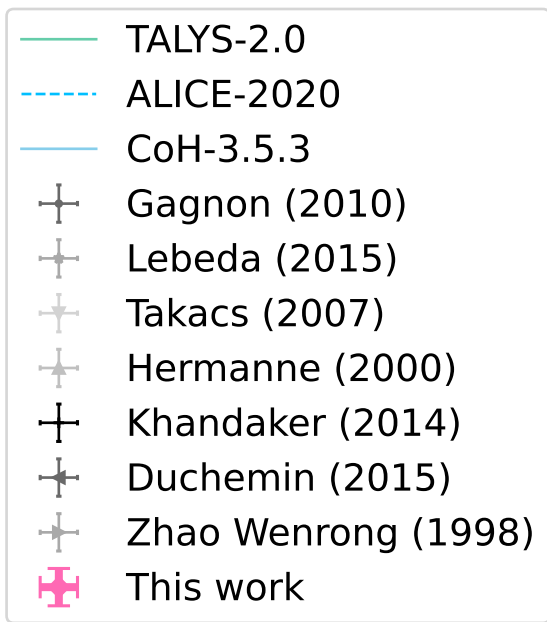 TALYS-2.0
ALICE-2020
CoH-3.5.3
Gagnon (2010)
Lebeda (2015)
Takacs (2007)
Hermanne (2000)
Khandaker (2014)
Duchemin (2015)
Zhao Wenrong (1998)
This work